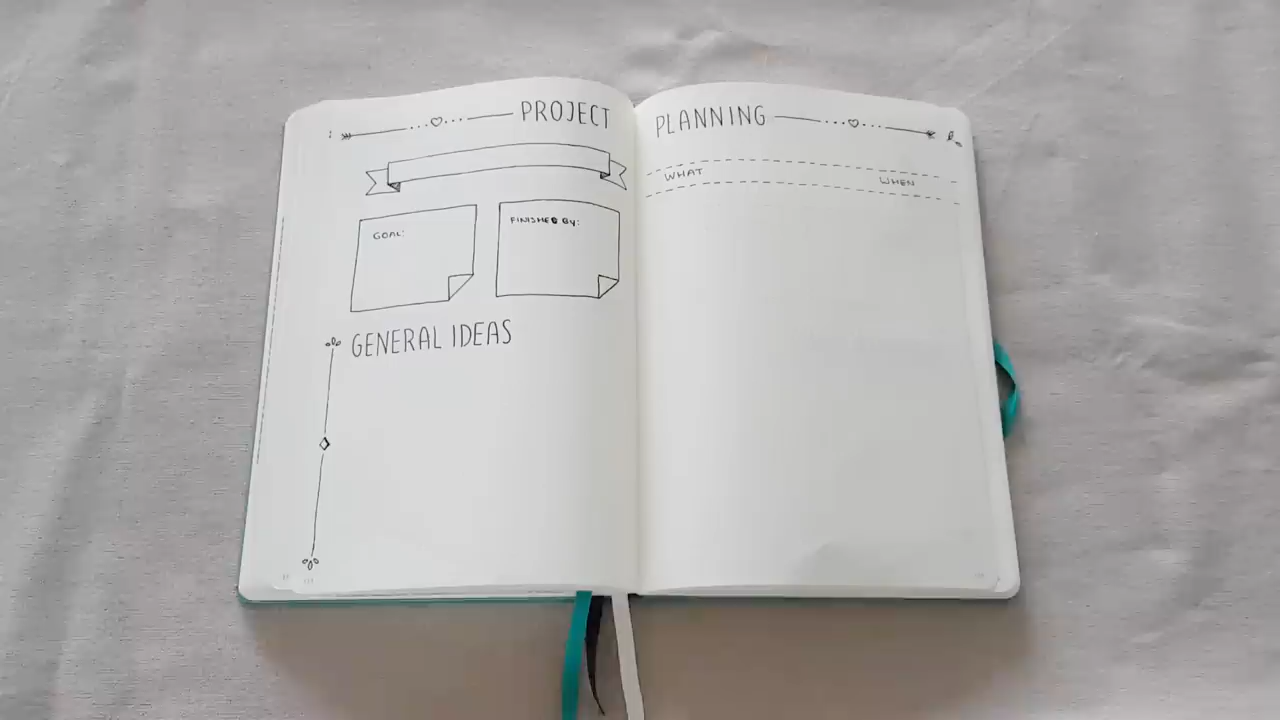 PROJECT PLANNING
WHAT WHEN
GOAL:
FINISHED BY:
GENERAL IDEAS